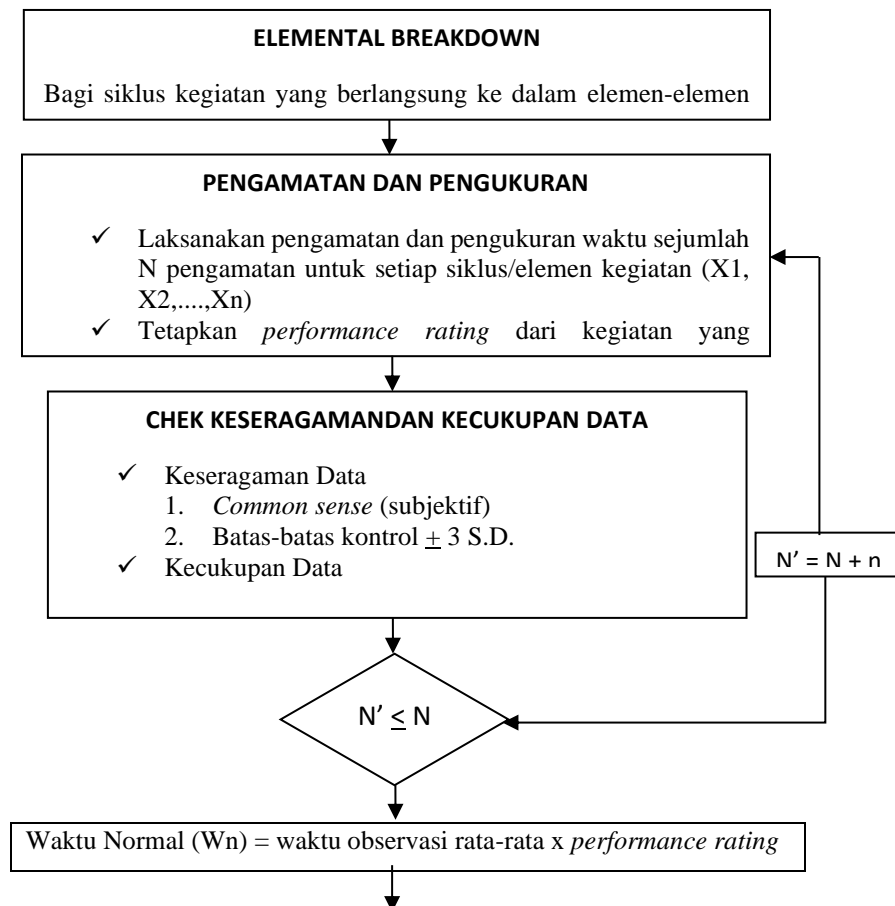 ELEMENTAL BREAKDOWN
Bagi siklus kegiatan yang berlangsung ke dalam elemen-elemen
PENGAMATAN DAN PENGUKURAN
✓ Laksanakan pengamatan dan pengukuran waktu sejumlah
N pengamatan untuk setiap siklus/elemen kegiatan (X1,
X2,....,Xn)
✓ Tetapkan performance rating dari kegiatan yang
CHEK KESERAGAMANDAN KECUKUPAN DATA
✓ Keseragaman Data
1. Common sense (subjektif)
2. Batas-batas kontrol ± 3 S.D.
✓ Kecukupan Data
N' = N + n
N' ≤ N
Waktu Normal (Wn) = waktu observasi rata-rata x performance rating